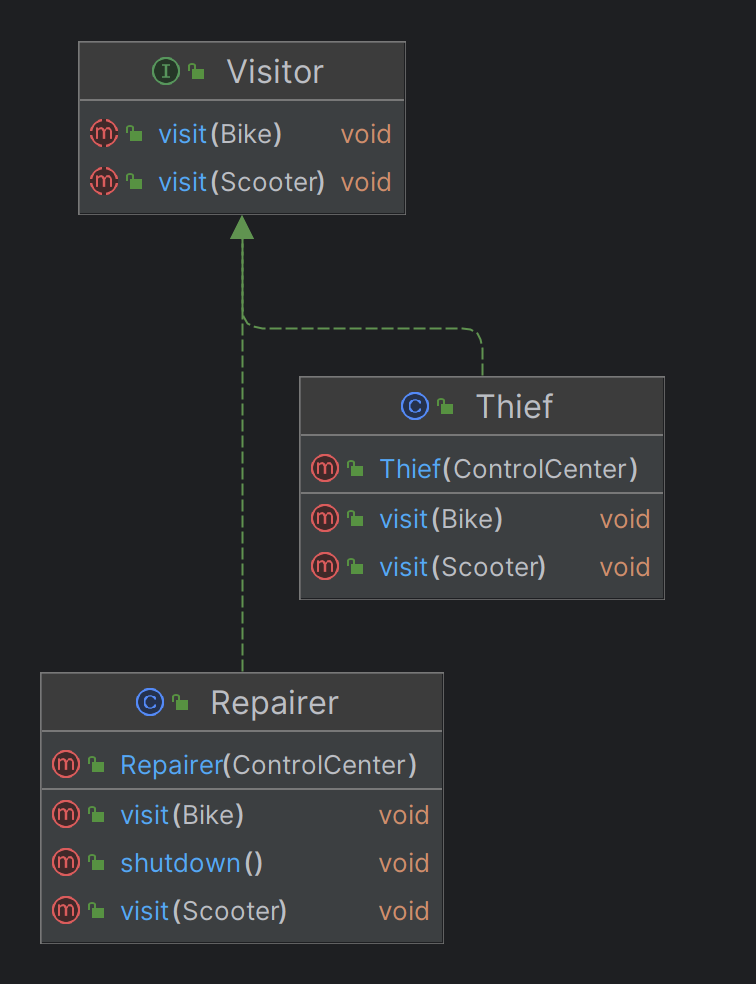 I Visitor
m visit(Bike) void
m visit(Scooter) void
C Thief
m Thief(ControlCenter)
m visit(Bike) void
m visit(Scooter) void
C Repairer
m Repairer(ControlCenter)
m visit(Bike) void
m shutdown() void
m visit(Scooter) void